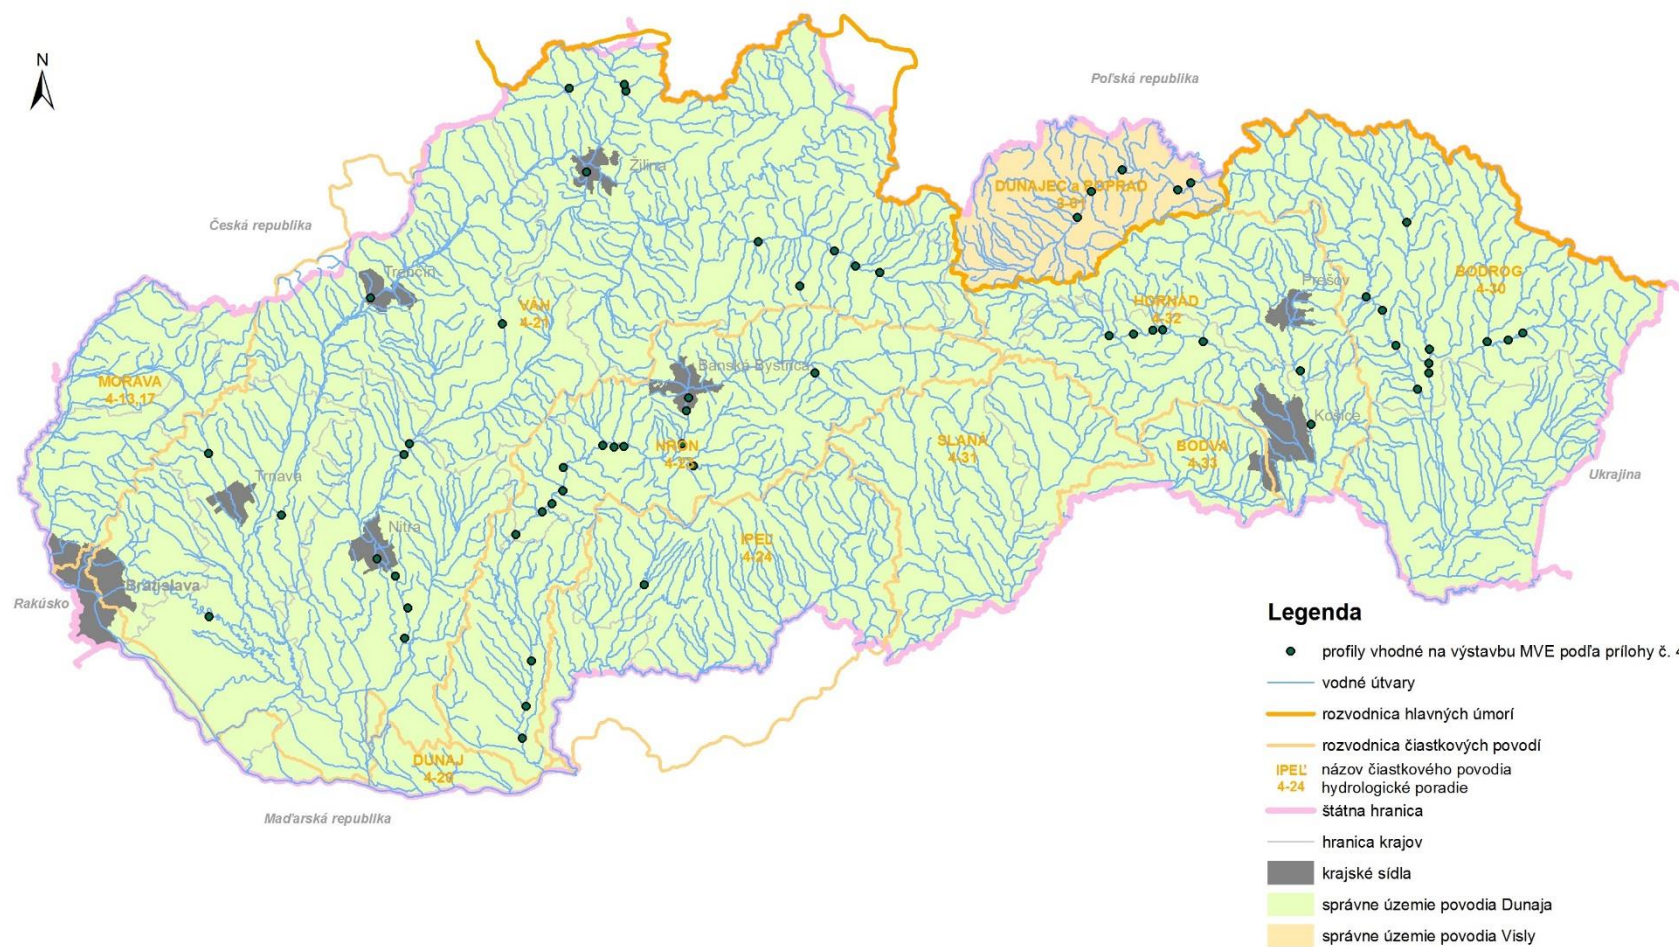 N
Poľská republika
Žilina
DUNAJEC a POPRAD
3-01
Česká republika
Trenčín
VÁH
4-21
HORNÁD
4-32
Prešov
BODROG
4-30
Banská Bystrica
MORAVA
4-13,17
Košice
Trnava
HRON
4-23
SLANÁ
4-31
BODVA
4-33
Ukrajina
Nitra
IPEĽ
4-24
Bratislava
Rakúsko
DUNAJ
4-20
Maďarská republika
Legenda
profily vhodné na výstavbu MVE podľa prílohy č. 4
vodné útvary
rozvodnica hlavných úmorí
rozvodnica čiastkových povodí
IPEĽ názov čiastkového povodia
4-24 hydrologické poradie
štátna hranica
hranica krajov
krajské sídla
správne územie povodia Dunaja
správne územie povodia Visly